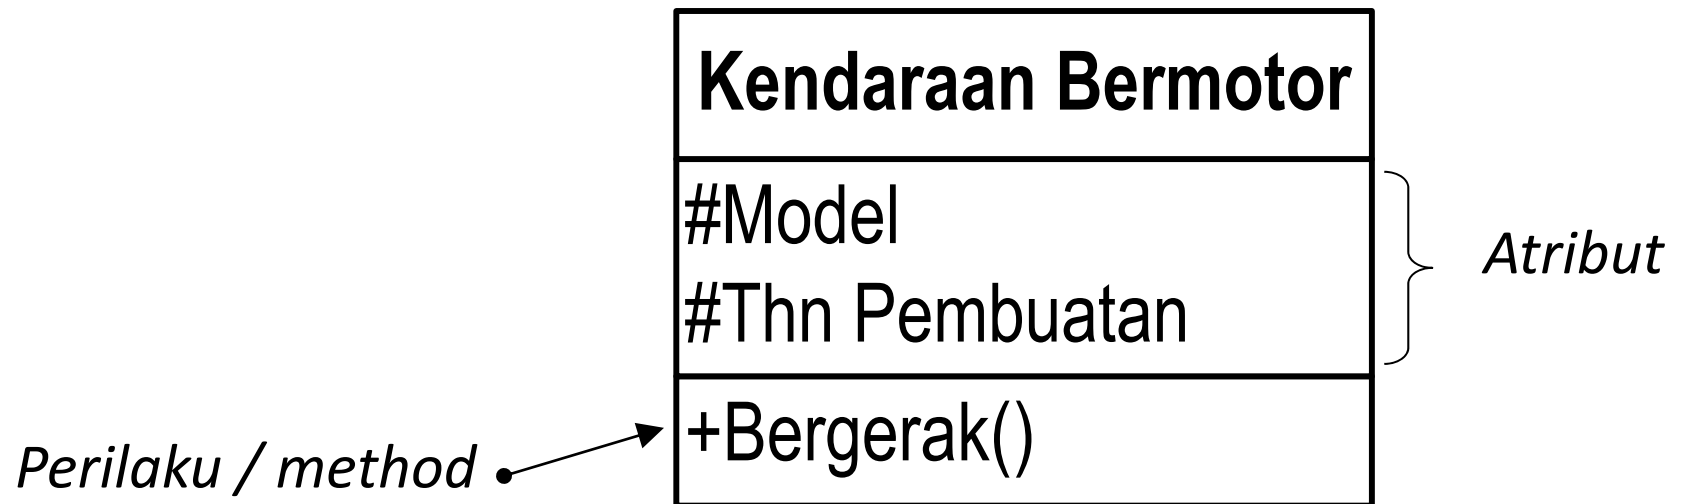 Kendaraan Bermotor
#Model
#Thn Pembuatan
Atribut
+Bergerak()
Perilaku / method